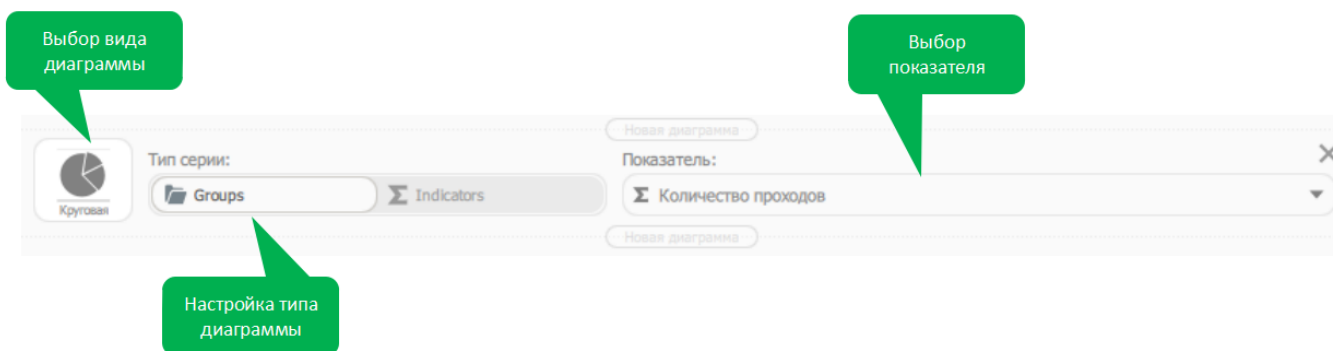 Выбор вида
диаграммы
Выбор
показателя
Новая диаграмма
Тип серии:
Показатель:
Круговая
Groups
Σ Indicators
Σ Количество проходов
Новая диаграмма
Настройка типа
диаграммы